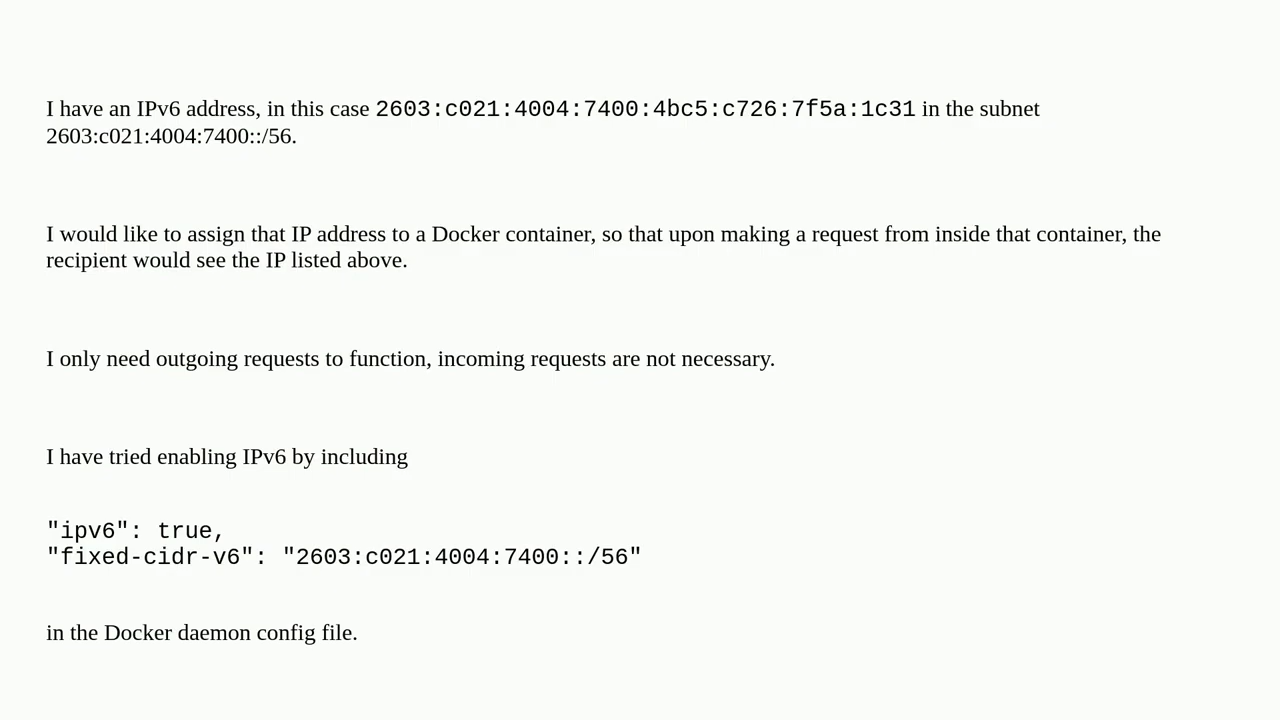 I have an IPv6 address, in this case 2603:c021:4004:7400:4bc5:c726:7f5a:1c31 in the subnet
2603:c021:4004:7400::/56.
I would like to assign that IP address to a Docker container, so that upon making a request from inside that container, the
recipient would see the IP listed above.
I only need outgoing requests to function, incoming requests are not necessary.
I have tried enabling IPv6 by including
"ipv6": true,
"fixed-cidr-v6": "2603:c021:4004:7400::/56"
in the Docker daemon config file.